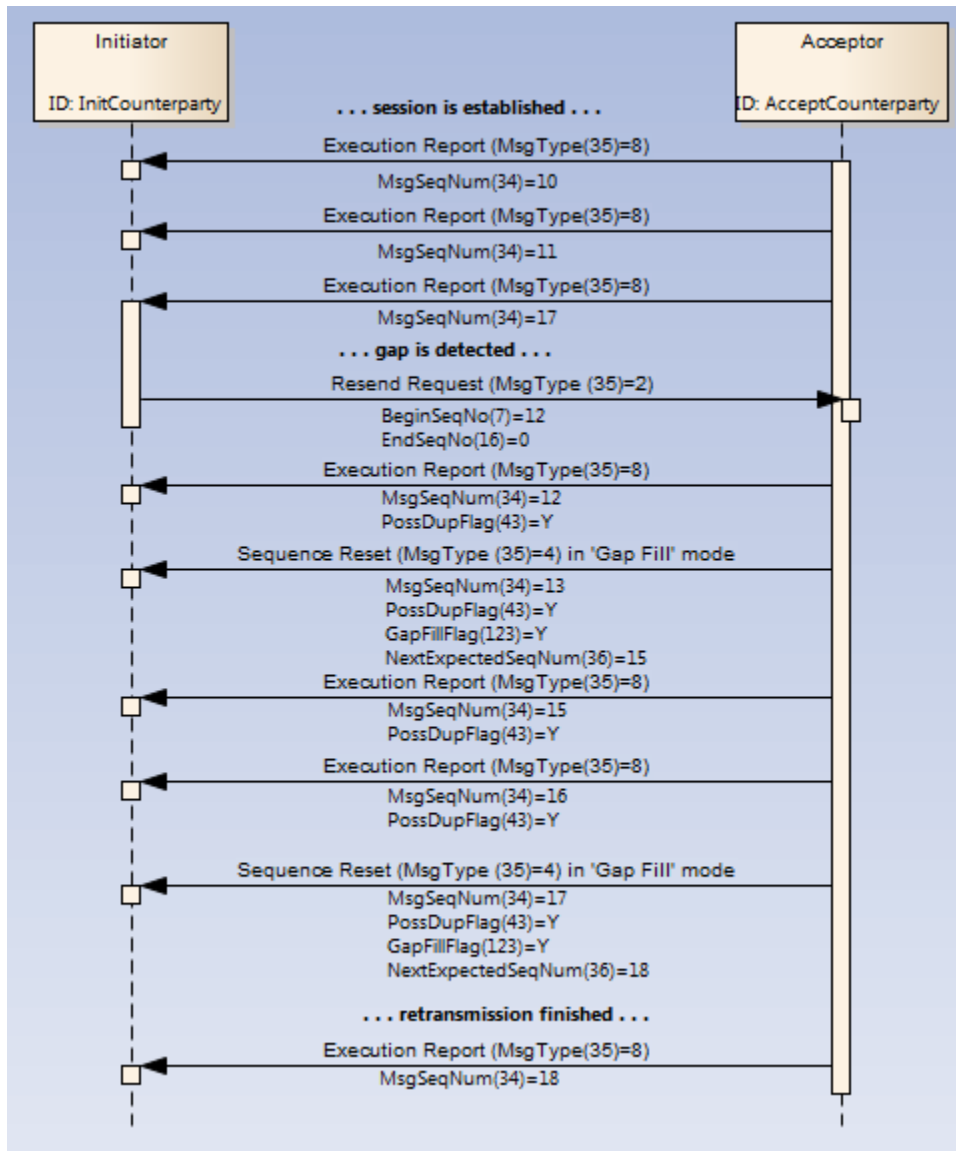 Initiator
ID: InitCounterparty
Acceptor
ID: AcceptCounterparty
. . . session is established . . .
Execution Report (MsgType(35)=8)
MsgSeqNum(34)=10
Execution Report (MsgType(35)=8)
MsgSeqNum(34)=11
Execution Report (MsgType(35)=8)
MsgSeqNum(34)=17
. . . gap is detected . . .
Resend Request (MsgType (35)=2)
BeginSeqNo(7)=12
EndSeqNo(16)=0
Execution Report (MsgType(35)=8)
MsgSeqNum(34)=12
PossDupFlag(43)=Y
Sequence Reset (MsgType (35)=4) in 'Gap Fill' mode
MsgSeqNum(34)=13
PossDupFlag(43)=Y
GapFillFlag(123)=Y
NextExpectedSeqNum(36)=15
Execution Report (MsgType(35)=8)
MsgSeqNum(34)=15
PossDupFlag(43)=Y
Execution Report (MsgType(35)=8)
MsgSeqNum(34)=16
PossDupFlag(43)=Y
Sequence Reset (MsgType (35)=4) in 'Gap Fill' mode
MsgSeqNum(34)=17
PossDupFlag(43)=Y
GapFillFlag(123)=Y
NextExpectedSeqNum(36)=18
. . . retransmission finished . . .
Execution Report (MsgType(35)=8)
MsgSeqNum(34)=18